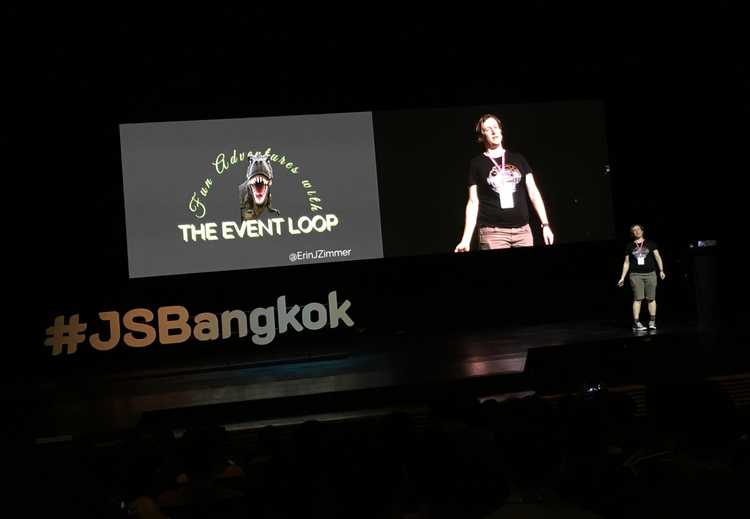 Fun Adventures with
THE EVENT LOOP
@ErinJZimmer
#JSBangkok